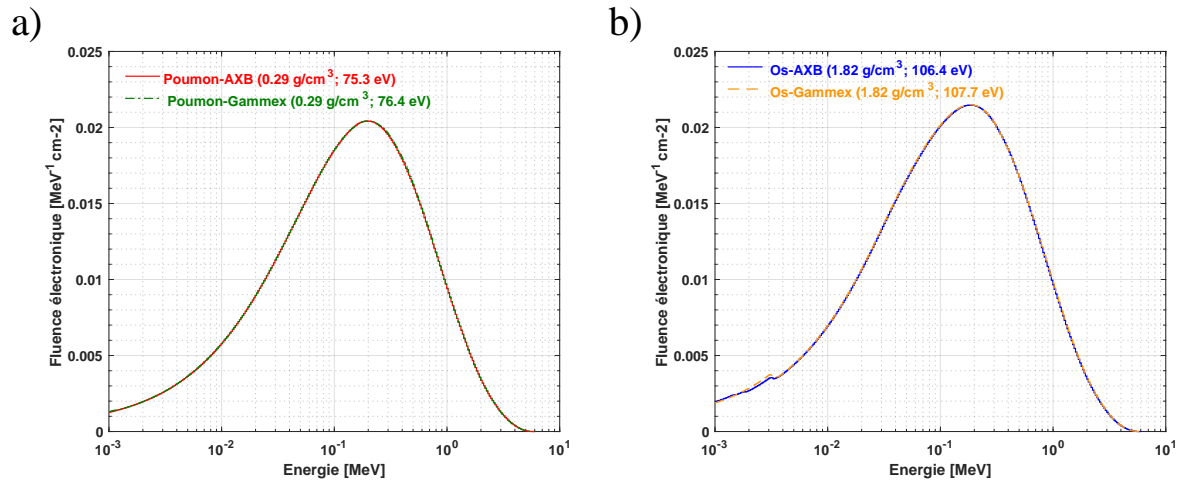 a)
0.025
0.02
0.015
0.01
0.005
0
Fluence électronique [MeV⁻¹ cm-2]
Poumon-AXB (0.29 g/cm³; 75.3 eV)
Poumon-Gammex (0.29 g/cm³; 76.4 eV)
10⁻³ 10⁻² 10⁻¹ 10⁰ 10¹
Energie [MeV]
b)
0.025
0.02
0.015
0.01
0.005
0
Fluence électronique [MeV⁻¹ cm-2]
Os-AXB (1.82 g/cm³; 106.4 eV)
Os-Gammex (1.82 g/cm³; 107.7 eV)
10⁻³ 10⁻² 10⁻¹ 10⁰ 10¹
Energie [MeV]